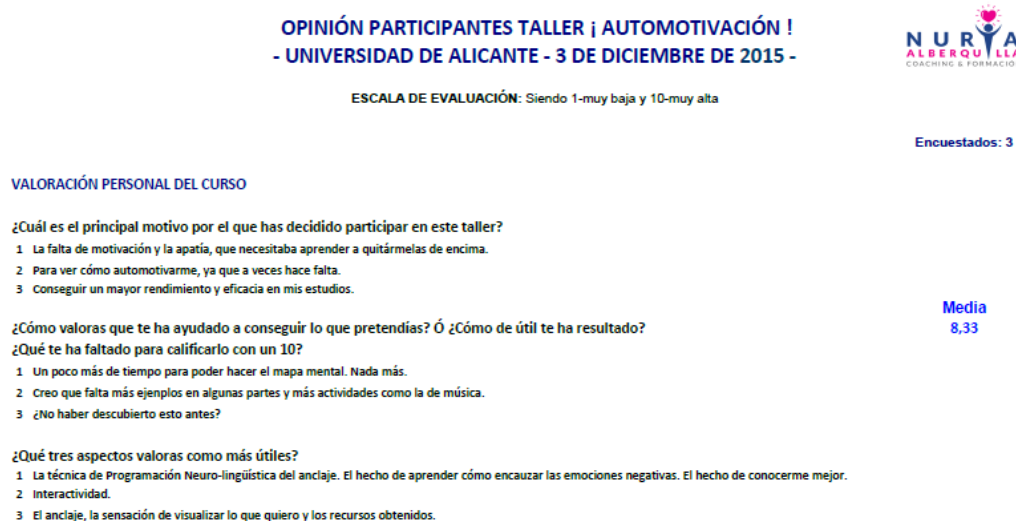 OPINIÓN PARTICIPANTES TALLER ¡ AUTOMOTIVACIÓN !
- UNIVERSIDAD DE ALICANTE - 3 DE DICIEMBRE DE 2015 -
NURYA
ALBERQUILLA
COACHING & FORMACIÓ
ESCALA DE EVALUACIÓN: Siendo 1-muy baja y 10-muy alta
Encuestados: 3
VALORACIÓN PERSONAL DEL CURSO
¿Cuál es el principal motivo por el que has decidido participar en este taller?
1 La falta de motivación y la apatía, que necesitaba aprender a quitármelas de encima.
2 Para ver cómo automotivarme, ya que a veces hace falta.
3 Conseguir un mayor rendimiento y eficacia en mis estudios.
Media
¿Cómo valoras que te ha ayudado a conseguir lo que pretendías? Ó ¿Cómo de útil te ha resultado? 8,33
¿Qué te ha faltado para calificarlo con un 10?
1 Un poco más de tiempo para poder hacer el mapa mental. Nada más.
2 Creo que falta más ejemplos en algunas partes y más actividades como la de música.
3 ¿No haber descubierto esto antes?
¿Qué tres aspectos valoras como más útiles?
1 La técnica de Programación Neuro-lingüística del anclaje. El hecho de aprender cómo encauzar las emociones negativas. El hecho de conocerme mejor.
2 Interactividad.
3 El anclaje, la sensación de visualizar lo que quiero y los recursos obtenidos.